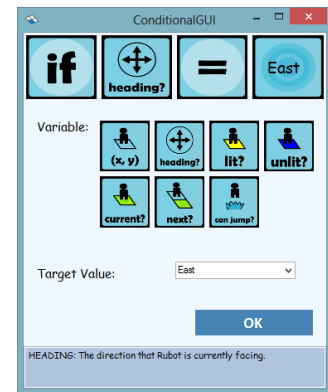 ConditionalGUI
if heading? = East
Variable:
(x, y) heading? lit? unlit?
current? next? can jump?
Target Value: East
OK
HEADING: The direction that Rubot is currently facing.